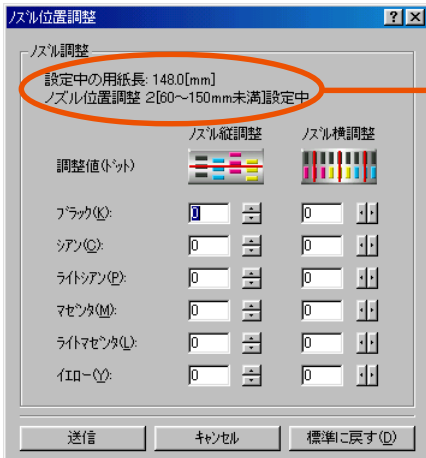 ノズル位置調整
ノズル調整
設定中の用紙長: 148.0[mm]
ノズル位置調整 2[60～150mm未満]設定中
ノズル縦調整 ノズル横調整
調整値(ドット)
ブラック(K): 0 0
シアン(C): 0 0
ライトシアン(P): 0 0
マゼンタ(M): 0 0
ライトマゼンタ(L): 0 0
イエロー(Y): 0 0
送信 キャンセル 標準に戻す(D)